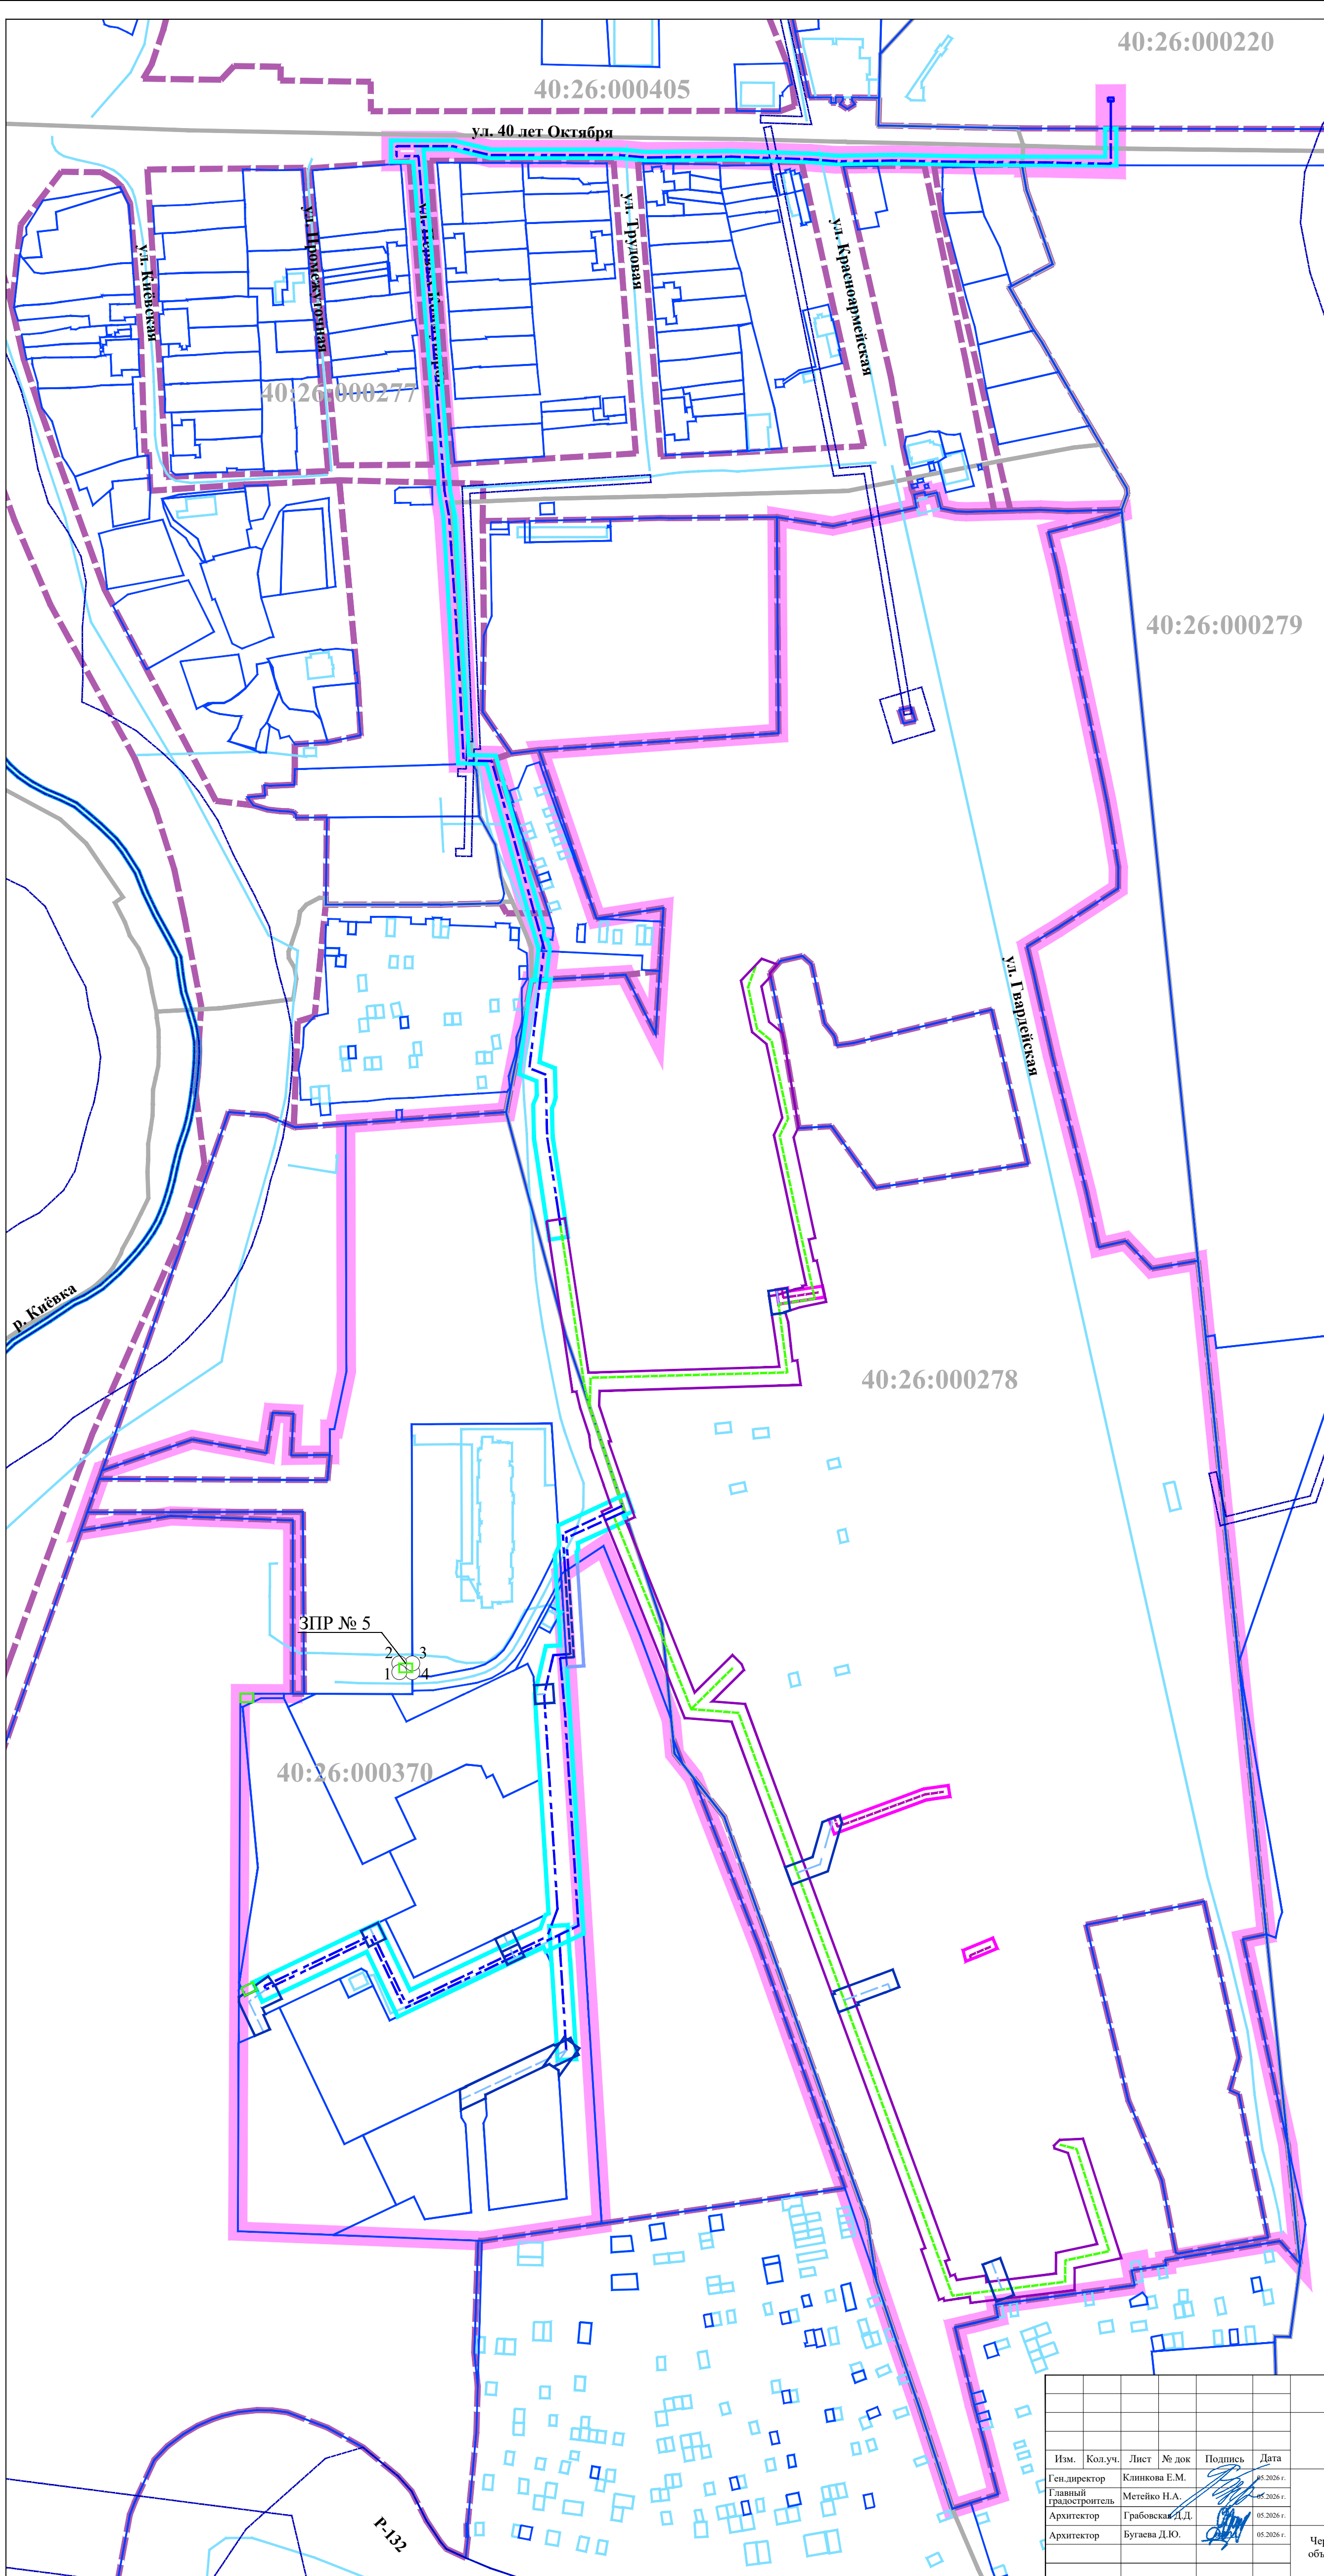 40:26:000220
40:26:000405
ул. 40 лет Октября
ул. Киёвская
ул. Промежуточная
ул. Трудовая
ул. Красноармейская
40:26:000277
40:26:000279
ул. Гвардейская
р. Киёвка
40:26:000278
ЗПР № 5
2 3
1 4
40:26:000370
Р-132
Изм. Кол.уч. Лист № док Подпись Дата
Ген.директор Клинкова Е.М. 05.2026 г.
Главный градостроитель Метейко Н.А. 05.2026 г.
Архитектор Грабовская Д.Д. 05.2026 г.
Архитектор Бугаева Д.Ю. 05.2026 г.
Чер
объ